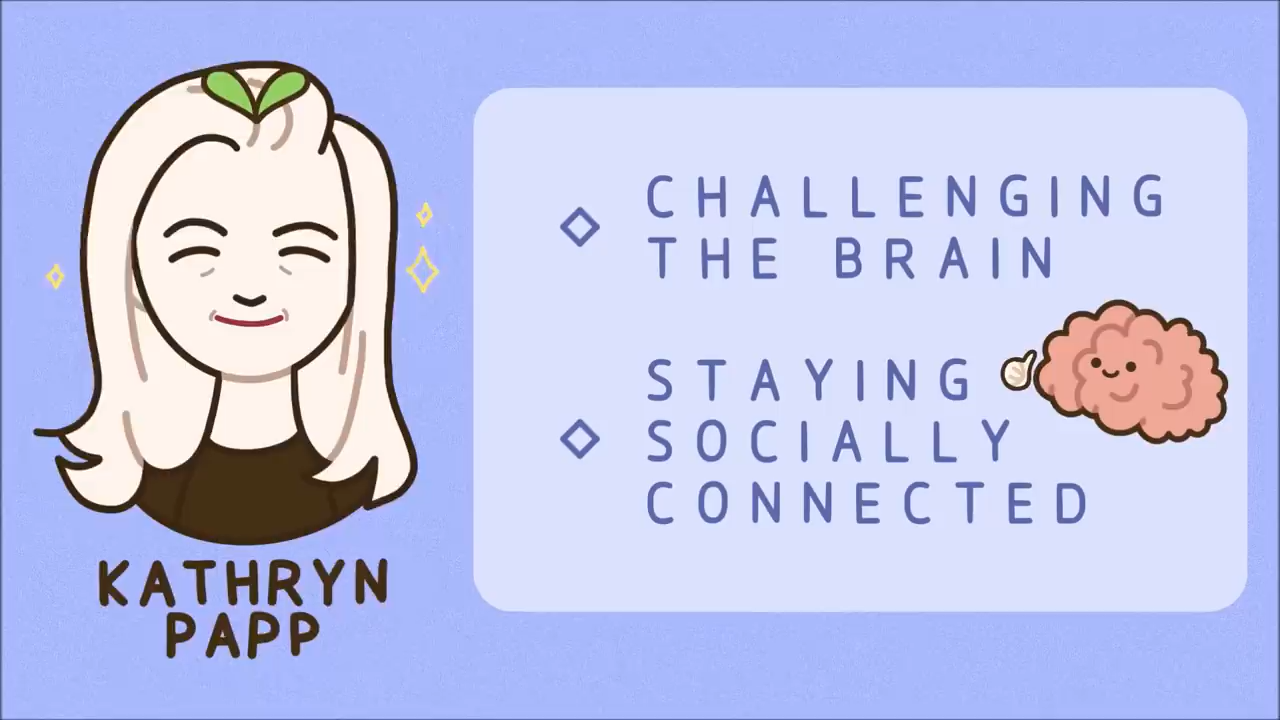 CHALLENGING
THE BRAIN
STAYING
SOCIALLY
CONNECTED
KATHRYN
PAPP